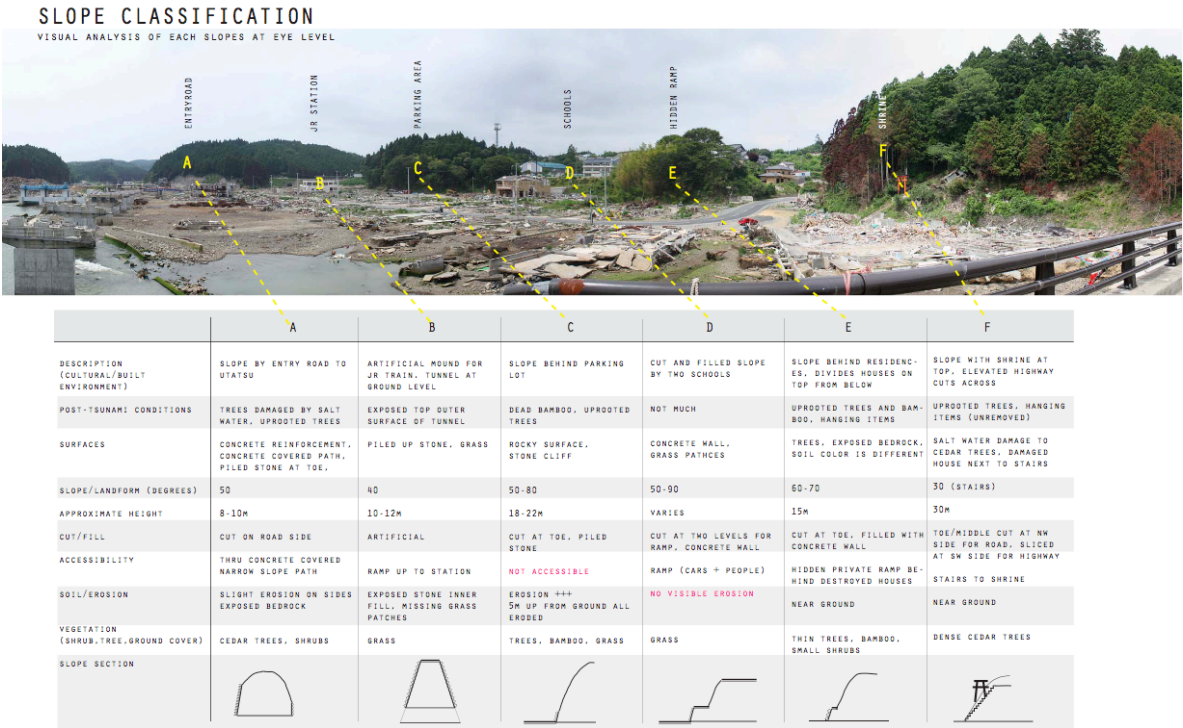 SLOPE CLASSIFICATION
VISUAL ANALYSIS OF EACH SLOPES AT EYE LEVEL
ENTRYROAD
JR STATION
PARKING AREA
SCHOOLS
HIDDEN RAMP
SHRINE
A
B
C
D
E
F
A B C D E F
DESCRIPTION
(CULTURAL/BUILT
ENVIRONMENT)
SLOPE BY ENTRY ROAD TO
UTATSU
ARTIFICIAL MOUND FOR
JR TRAIN. TUNNEL AT
GROUND LEVEL
SLOPE BEHIND PARKING
LOT
CUT AND FILLED SLOPE
BY TWO SCHOOLS
SLOPE BEHIND RESIDENC-
ES, DIVIDES HOUSES ON
TOP FROM BELOW
SLOPE WITH SHRINE AT
TOP, ELEVATED HIGHWAY
CUTS ACROSS
POST-TSUNAMI CONDITIONS
TREES DAMAGED BY SALT
WATER, UPROOTED TREES
EXPOSED TOP OUTER
SURFACE OF TUNNEL
DEAD BAMBOO, UPROOTED
TREES
NOT MUCH
UPROOTED TREES AND BAM-
BOO, HANGING ITEMS
UPROOTED TREES, HANGING
ITEMS (UNREMOVED)
SURFACES
CONCRETE REINFORCEMENT,
CONCRETE COVERED PATH,
PILED STONE AT TOE,
PILED UP STONE, GRASS
ROCKY SURFACE,
STONE CLIFF
CONCRETE WALL,
GRASS PATHCES
TREES, EXPOSED BEDROCK,
SOIL COLOR IS DIFFERENT
SALT WATER DAMAGE TO
CEDAR TREES, DAMAGED
HOUSE NEXT TO STAIRS
SLOPE/LANDFORM (DEGREES)
50
40
50-80
50-90
60-70
30 (STAIRS)
APPROXIMATE HEIGHT
8-10M
10-12M
18-22M
VARIES
15M
30M
CUT/FILL
CUT ON ROAD SIDE
ARTIFICIAL
CUT AT TOE, PILED
STONE
CUT AT TWO LEVELS FOR
RAMP, CONCRETE WALL
CUT AT TOE, FILLED WITH
CONCRETE WALL
TOE/MIDDLE CUT AT NW
SIDE FOR ROAD, SLICED
AT SW SIDE FOR HIGHWAY
ACCESSIBILITY
THRU CONCRETE COVERED
NARROW SLOPE PATH
RAMP UP TO STATION
NOT ACCESSIBLE
RAMP (CARS + PEOPLE)
HIDDEN PRIVATE RAMP BE-
HIND DESTROYED HOUSES
STAIRS TO SHRINE
SOIL/EROSION
SLIGHT EROSION ON SIDES
EXPOSED BEDROCK
EXPOSED STONE INNER
FILL, MISSING GRASS
PATCHES
EROSION +++
5M UP FROM GROUND ALL
ERODED
NO VISIBLE EROSION
NEAR GROUND
NEAR GROUND
VEGETATION
(SHRUB,TREE,GROUND COVER)
CEDAR TREES, SHRUBS
GRASS
TREES, BAMBOO, GRASS
GRASS
THIN TREES, BAMBOO,
SMALL SHRUBS
DENSE CEDAR TREES
SLOPE SECTION